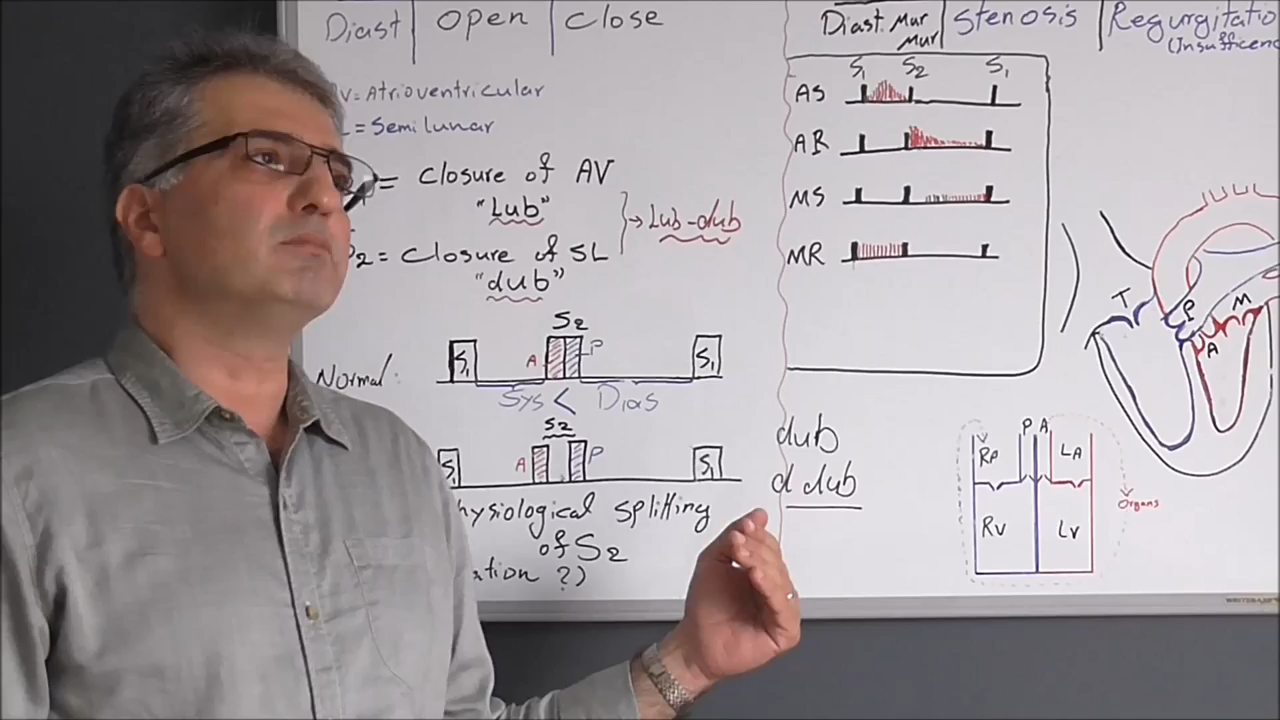 Diast Open Close
V= Atrioventricular
= Semilunar
= closure of AV
"Lub"
→ Lub-dub
2 = closure of SL
"dub"
S2
Normal: S1 A P S1
Sys < Dias
S2
S1 A P S1
hysiological splitting
of S2
ation ?)
Diast. Mur Stenosis Regurgitatio
Mur (Insufficenc
S1 S2 S1
AS
AR
MS
MR
dub
d dub
T P M
A
P A
RA LA
Organs
RV LV